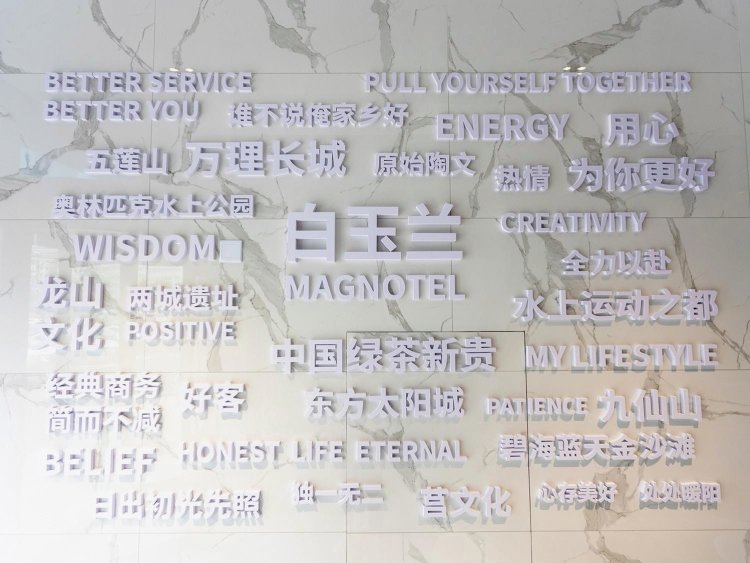 BETTER SERVICE
PULL YOURSELF TOGETHER
BETTER YOU
谁不说俺家乡好
ENERGY
用心
五莲山
万理长城
原始陶文
热情
为你更好
奥林匹克水上公园
白玉兰
CREATIVITY
WISDOM
全力以赴
MAGNOTEL
龙山
文化
两城遗址
水上运动之都
POSITIVE
中国绿茶新贵
MY LIFESTYLE
经典商务
简而不减
好客
东方太阳城
PATIENCE
九仙山
BELIEF
HONEST
LIFE
ETERNAL
碧海蓝天金沙滩
日出初光先照
独一无二
莒文化
心存美好
处处暖阳